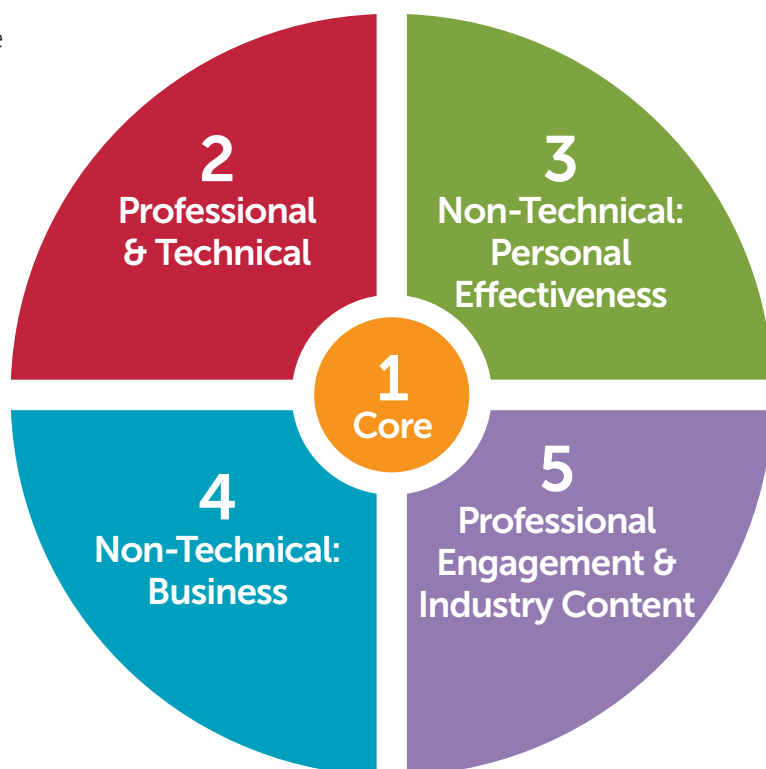 e
2
Professional
& Technical
3
Non-Technical:
Personal
Effectiveness
1
Core
4
Non-Technical:
Business
5
Professional
Engagement &
Industry Content